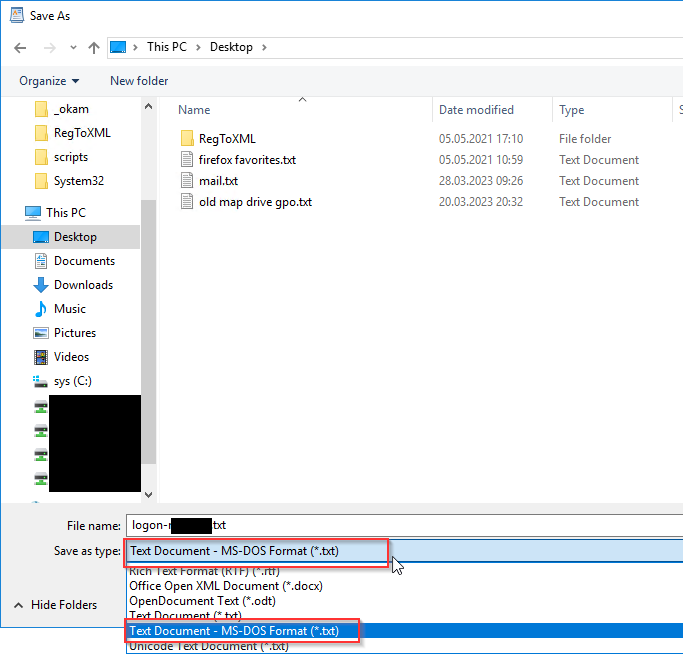 Save As
This PC > Desktop >
Organize New folder
_okam
RegToXML
scripts
System32
This PC
Desktop
Documents
Downloads
Music
Pictures
Videos
sys (C:)
Name Date modified Type
RegToXML 05.05.2021 17:10 File folder
firefox favorites.txt 05.05.2021 10:59 Text Document
mail.txt 28.03.2023 09:26 Text Document
old map drive gpo.txt 20.03.2023 20:32 Text Document
File name: logon- .txt
Save as type: Text Document - MS-DOS Format (*.txt)
Rich Text Format (RTF) (*.rtf)
Office Open XML Document (*.docx)
OpenDocument Text (*.odt)
Text Document (*.txt)
Text Document - MS-DOS Format (*.txt)
Unicode Text Document (*.txt)
Hide Folders